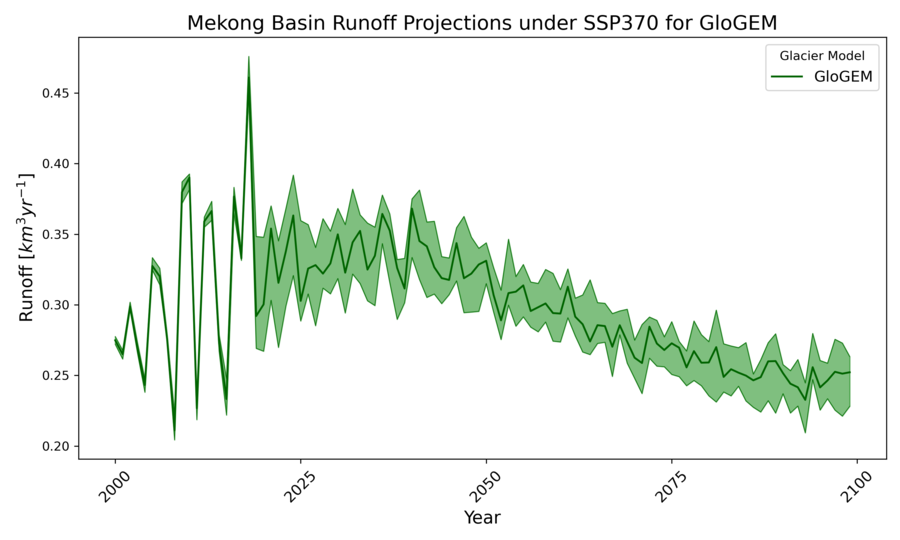 Mekong Basin Runoff Projections under SSP370 for GloGEM
Glacier Model
GloGEM
0.45
0.40
0.35
0.30
0.25
0.20
Runoff [km³yr⁻¹]
2000
2025
2050
2075
2100
Year